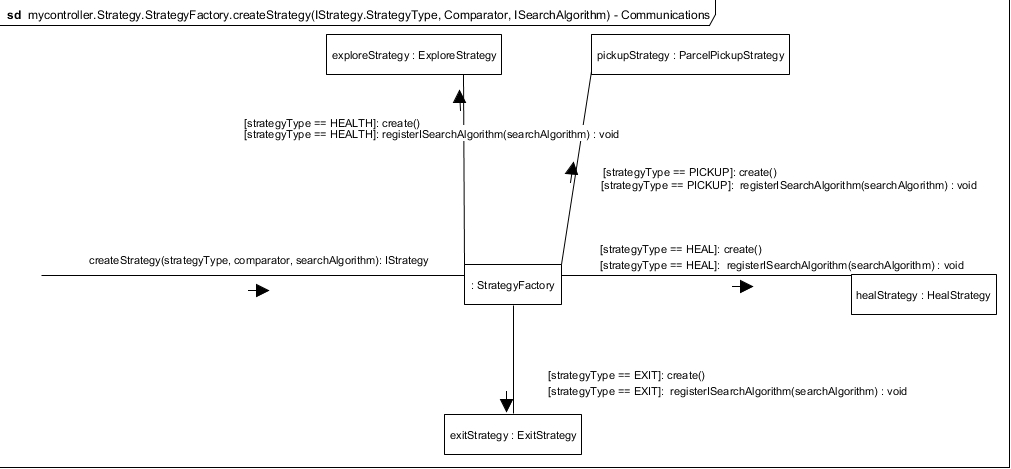 sd mycontroller.Strategy.StrategyFactory.createStrategy(IStrategy.StrategyType, Comparator, ISearchAlgorithm) - Communications
exploreStrategy : ExploreStrategy
pickupStrategy : ParcelPickupStrategy
[strategyType == HEALTH]: create()
[strategyType == HEALTH]: registerISearchAlgorithm(searchAlgorithm) : void
[strategyType == PICKUP]: create()
[strategyType == PICKUP]: registerISearchAlgorithm(searchAlgorithm) : void
createStrategy(strategyType, comparator, searchAlgorithm): IStrategy
[strategyType == HEAL]: create()
[strategyType == HEAL]: registerISearchAlgorithm(searchAlgorithm) : void
: StrategyFactory
healStrategy : HealStrategy
[strategyType == EXIT]: create()
[strategyType == EXIT]: registerISearchAlgorithm(searchAlgorithm) : void
exitStrategy : ExitStrategy